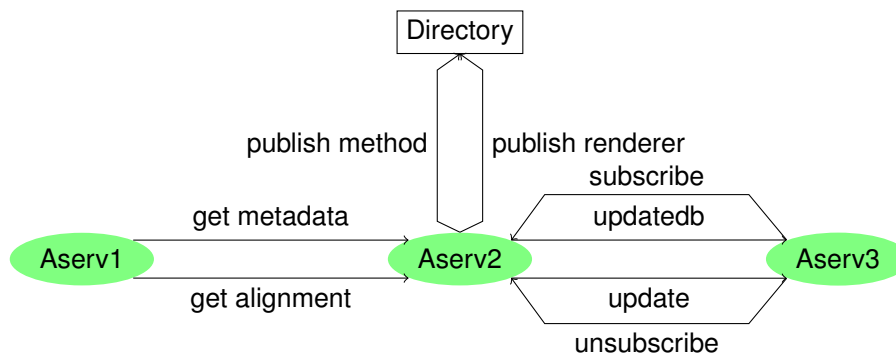 Directory
publish method
publish renderer
subscribe
get metadata
updatedb
Aserv1
Aserv2
Aserv3
get alignment
update
unsubscribe